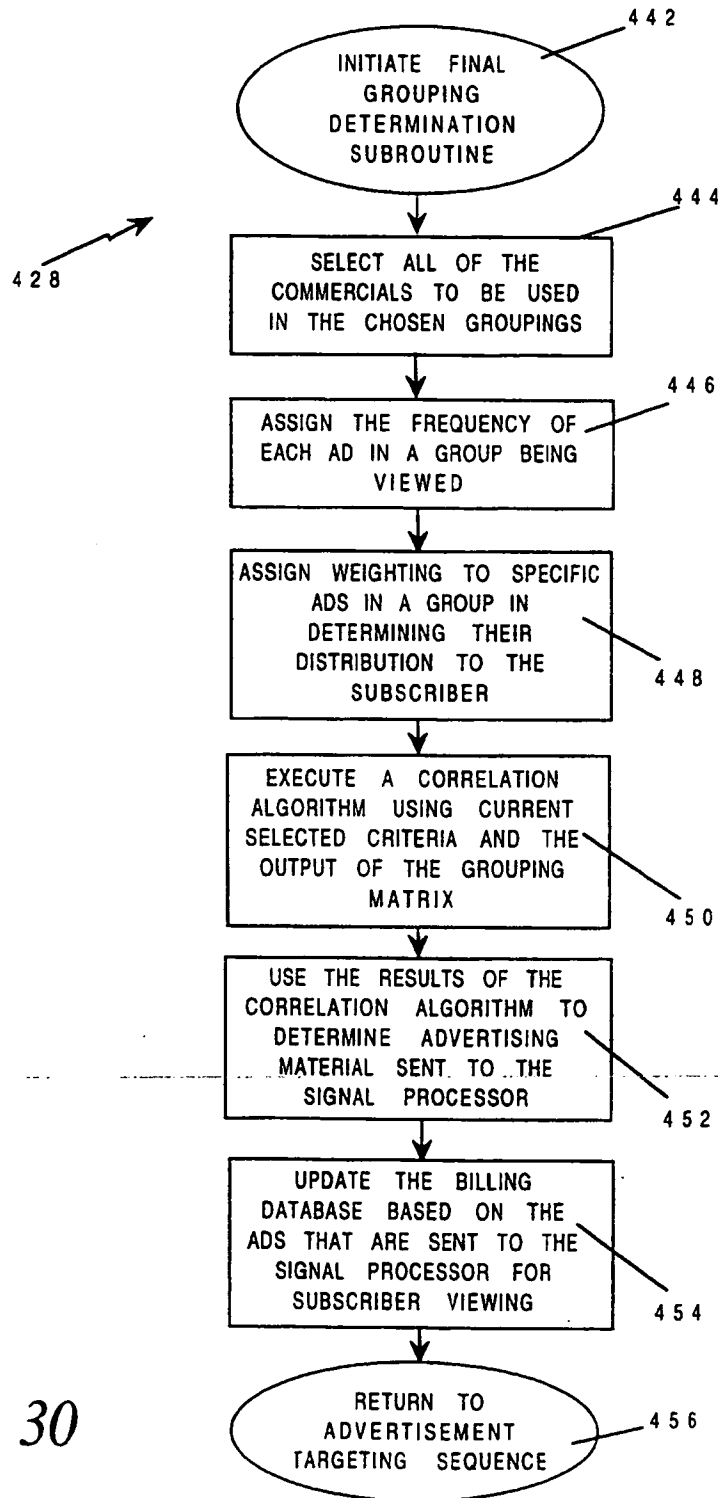 442
INITIATE FINAL
GROUPING
DETERMINATION
SUBROUTINE
428
444
SELECT ALL OF THE
COMMERCIALS TO BE USED
IN THE CHOSEN GROUPINGS
446
ASSIGN THE FREQUENCY OF
EACH AD IN A GROUP BEING
VIEWED
ASSIGN WEIGHTING TO SPECIFIC
ADS IN A GROUP IN
DETERMINING THEIR
DISTRIBUTION TO THE
SUBSCRIBER
448
EXECUTE A CORRELATION
ALGORITHM USING CURRENT
SELECTED CRITERIA AND THE
OUTPUT OF THE GROUPING
MATRIX
450
USE THE RESULTS OF THE
CORRELATION ALGORITHM TO
DETERMINE ADVERTISING
MATERIAL SENT TO THE
SIGNAL PROCESSOR
452
UPDATE THE BILLING
DATABASE BASED ON THE
ADS THAT ARE SENT TO THE
SIGNAL PROCESSOR FOR
SUBSCRIBER VIEWING
454
RETURN TO
ADVERTISEMENT
TARGETING SEQUENCE
456
30